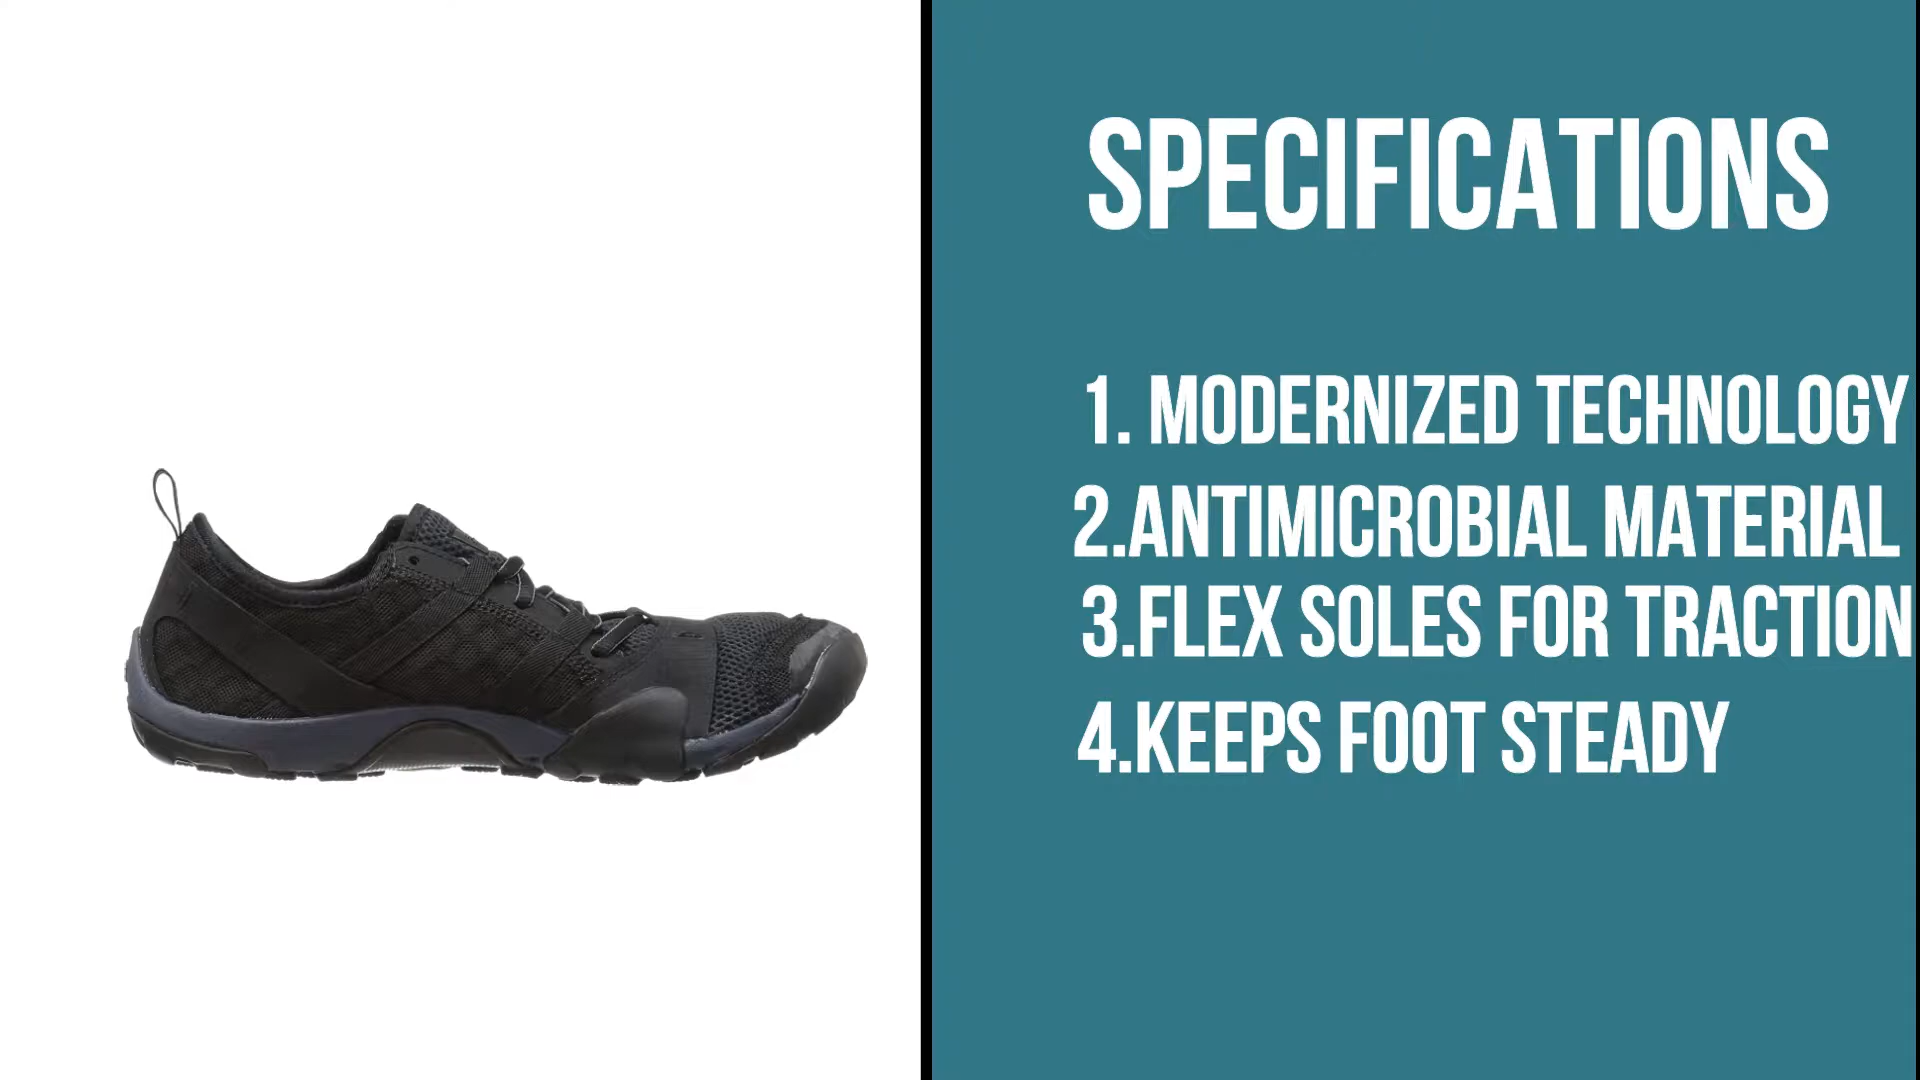 SPECIFICATIONS
1. MODERNIZED TECHNOLOGY
2.ANTIMICROBIAL MATERIAL
3.FLEX SOLES FOR TRACTION
4.KEEPS FOOT STEADY